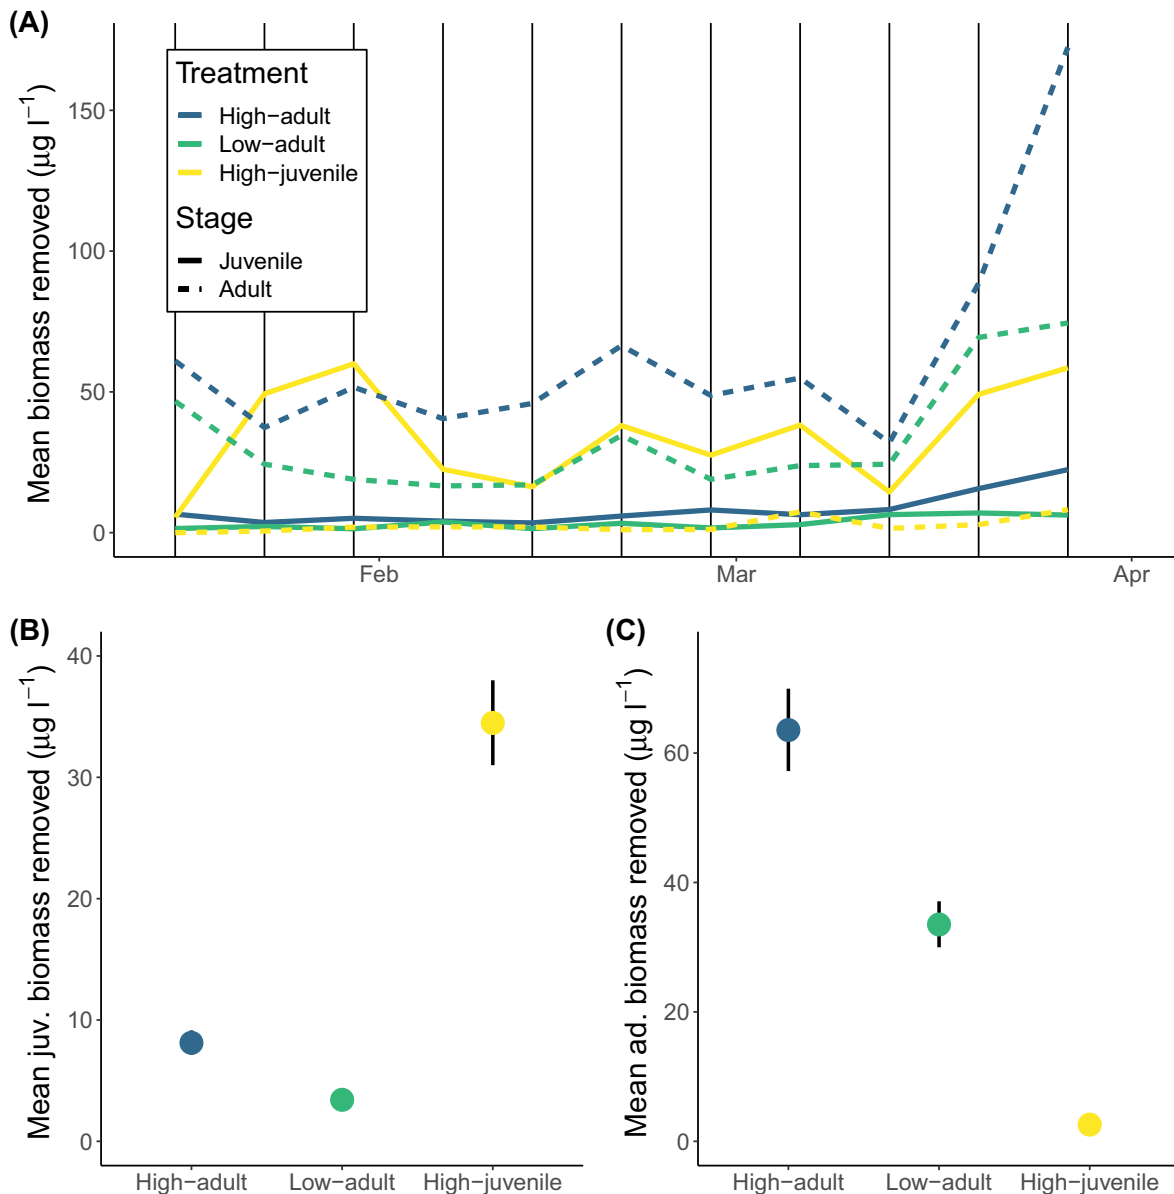 (A)
Mean biomass removed (µg l⁻¹)
150
100
50
0
Treatment
High−adult
Low−adult
High−juvenile
Stage
Juvenile
Adult
Feb
Mar
Apr
(B)
Mean juv. biomass removed (µg l⁻¹)
40
30
20
10
0
High−adult
Low−adult
High−juvenile
(C)
Mean ad. biomass removed (µg l⁻¹)
60
40
20
0
High−adult
Low−adult
High−juvenile